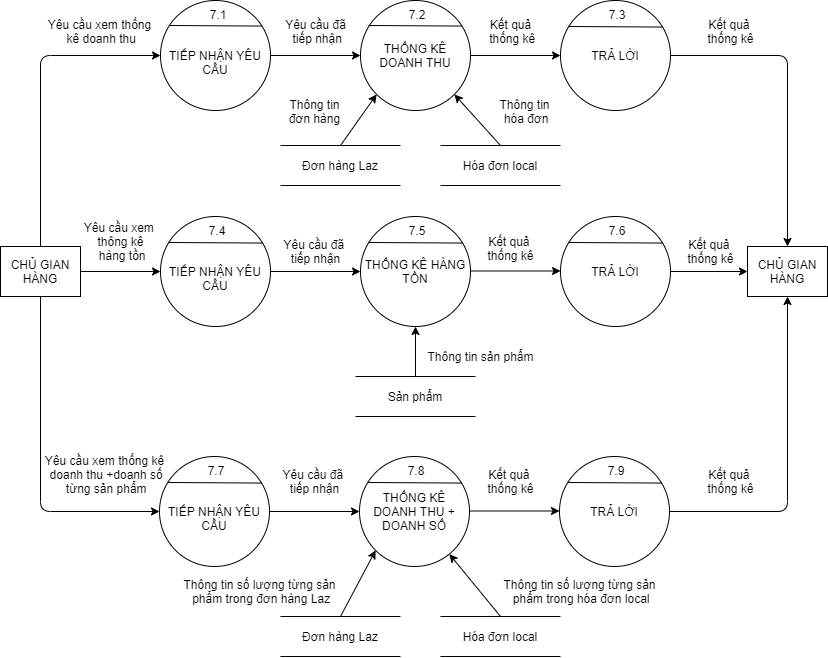 Yêu cầu xem thống
kê doanh thu
7.1
TIẾP NHẬN YÊU
CẦU
Yêu cầu đã
tiếp nhận
7.2
THỐNG KÊ
DOANH THU
Kết quả
thống kê
7.3
TRẢ LỜI
Kết quả
thống kê
Thông tin
đơn hàng
Thông tin
hóa đơn
Đơn hàng Laz
Hóa đơn local
CHỦ GIAN
HÀNG
Yêu cầu xem
thông kê
hàng tồn
7.4
TIẾP NHẬN YÊU
CẦU
Yêu cầu đã
tiếp nhận
7.5
THỐNG KÊ HÀNG
TỒN
Kết quả
thống kê
7.6
TRẢ LỜI
Kết quả
thống kê
CHỦ GIAN
HÀNG
Thông tin sản phẩm
Sản phẩm
Yêu cầu xem thống kê
doanh thu +doanh số
từng sản phẩm
7.7
TIẾP NHẬN YÊU
CẦU
Yêu cầu đã
tiếp nhận
7.8
THỐNG KÊ
DOANH THU +
DOANH SỐ
Kết quả
thống kê
7.9
TRẢ LỜI
Kết quả
thống kê
Thông tin số lượng từng sản
phẩm trong đơn hàng Laz
Thông tin số lượng từng sản
phẩm trong hóa đơn local
Đơn hàng Laz
Hóa đơn local